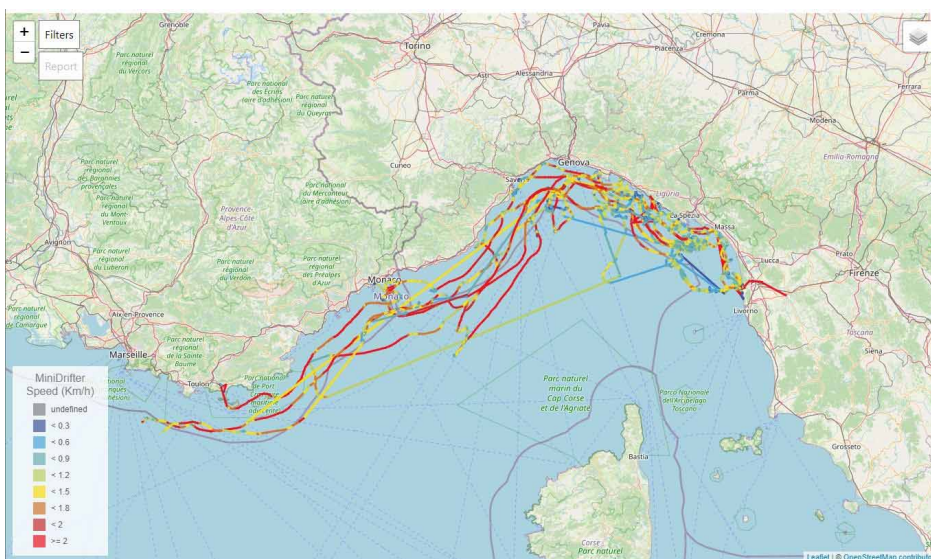 +
−
Filters
Report
MiniDrifter
Speed (Km/h)
undefined
< 0.3
< 0.6
< 0.9
< 1.2
< 1.5
< 1.8
< 2
>= 2
Grenoble
Parc naturel
régional
du Vercors
Parc national
des Écrins
(aire d'adhésion)
Parc naturel
régional
du Queyras
Torino
Pavia
Asti
Alessandria
Piacenza
Cremona
Parma
Modena
Ferrara
Emilia-Romagna
Cuneo
Genova
Liguria
La Spezia
Massa
Lucca
Prato
Firenze
Livorno
Toscana
Siena
Grosseto
Parc naturel
régional
des Baronnies
provençales
Parc naturel
régional
du Mont-
Ventoux
Provence-
Alpes-Côte
d'Azur
Parc national
du Mercantour
(aire d'adhésion)
Avignon
Parc naturel
régional
du Luberon
Parc naturel
régional
du Verdon
Parc naturel
régional
des Préalpes
d'Azur
Monaco
Monaco
Parc naturel
régional
de Camargue
Aix-en-Provence
Marseille
Parc naturel
régional
de la Sainte-
Baume
Toulon
Parc naturel
marin du
Cap Corse
et de l'Agriate
Parco Nazionale
dell'Arcipelago
Toscano
Bastia
Corse
Parc naturel
Leaflet | © OpenStreetMap contributors